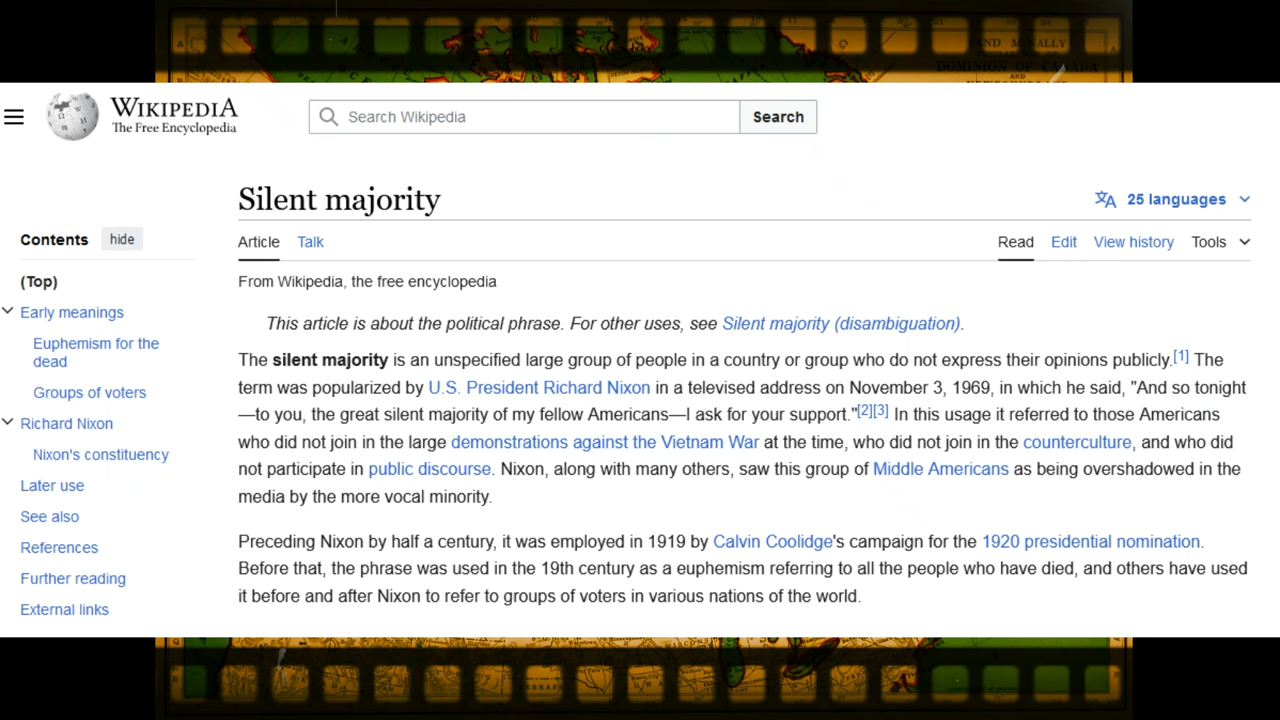 RAND McNALLY
DOMINION OF CANADA
AND
WIKIPEDIA
The Free Encyclopedia
Search Wikipedia
Search
Silent majority
25 languages
Contents hide
Article Talk
Read Edit View history Tools
(Top)
From Wikipedia, the free encyclopedia
Early meanings
Euphemism for the
dead
Groups of voters
Richard Nixon
Nixon's constituency
Later use
See also
References
Further reading
External links
This article is about the political phrase. For other uses, see Silent majority (disambiguation).
The silent majority is an unspecified large group of people in a country or group who do not express their opinions publicly.[1] The
term was popularized by U.S. President Richard Nixon in a televised address on November 3, 1969, in which he said, "And so tonight
—to you, the great silent majority of my fellow Americans—I ask for your support."[2][3] In this usage it referred to those Americans
who did not join in the large demonstrations against the Vietnam War at the time, who did not join in the counterculture, and who did
not participate in public discourse. Nixon, along with many others, saw this group of Middle Americans as being overshadowed in the
media by the more vocal minority.
Preceding Nixon by half a century, it was employed in 1919 by Calvin Coolidge's campaign for the 1920 presidential nomination.
Before that, the phrase was used in the 19th century as a euphemism referring to all the people who have died, and others have used
it before and after Nixon to refer to groups of voters in various nations of the world.